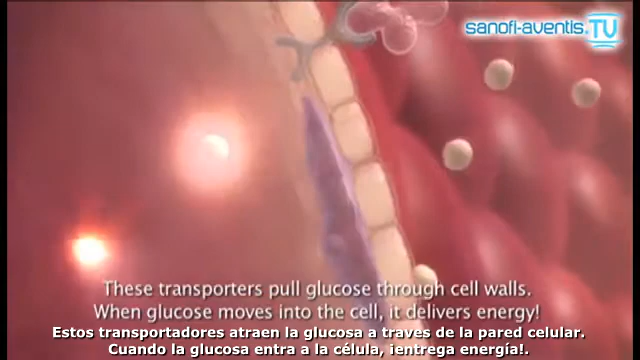 sanofi-aventis.TV
These transporters pull glucose through cell walls.
When glucose moves into the cell, it delivers energy!
Estos transportadores atraen la glucosa a traves de la pared celular.
Cuando la glucosa entra a la célula, ¡entrega energía!.